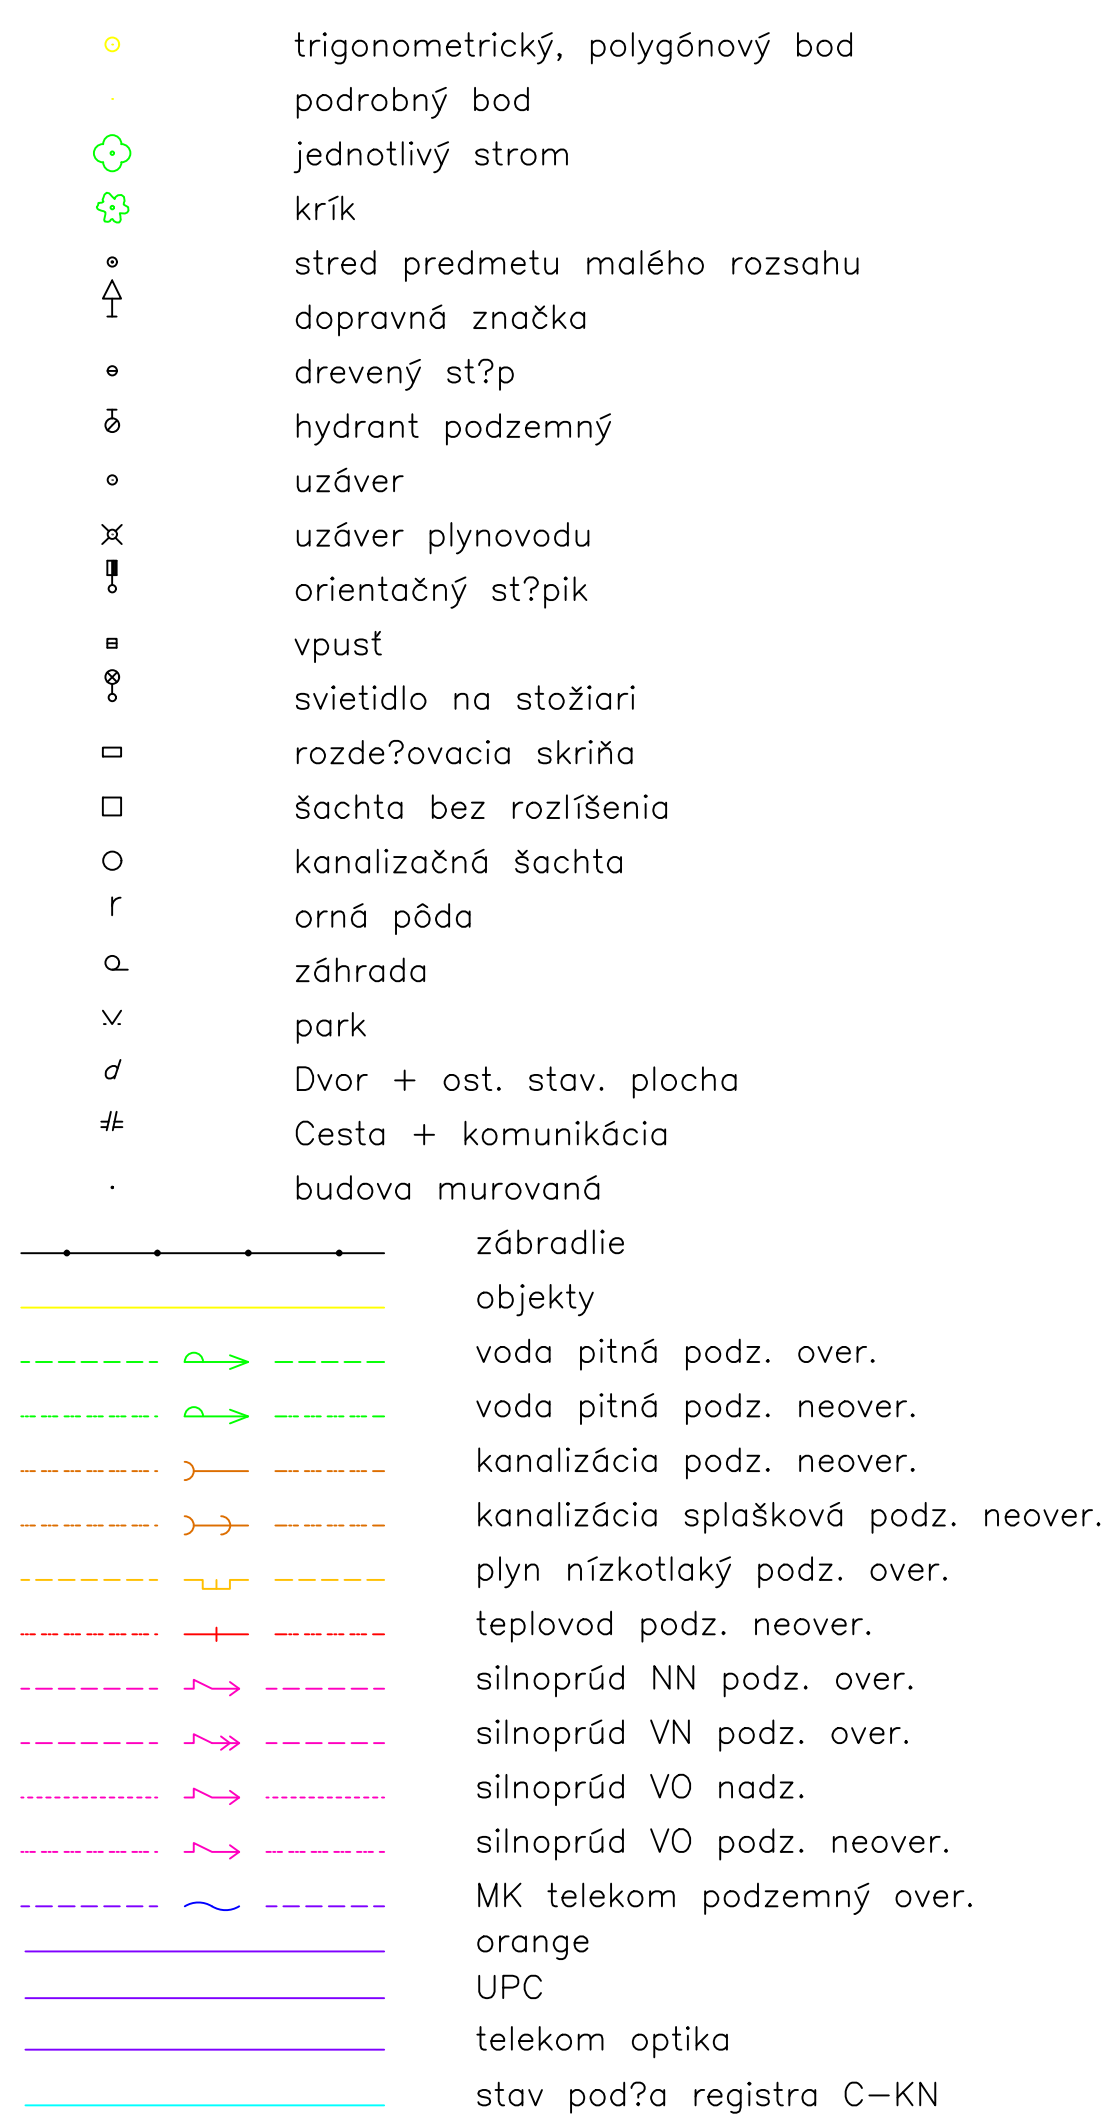 trigonometrický, polygónový bod
podrobný bod
jednotlivý strom
krík
stred predmetu malého rozsahu
dopravná značka
drevený st?p
hydrant podzemný
uzáver
uzáver plynovodu
orientačný st?pik
vpusť
svietidlo na stožiari
rozde?ovacia skriňa
šachta bez rozlíšenia
kanalizačná šachta
r orná pôda
záhrada
park
d Dvor + ost. stav. plocha
Cesta + komunikácia
budova murovaná
zábradlie
objekty
voda pitná podz. over.
voda pitná podz. neover.
kanalizácia podz. neover.
kanalizácia splašková podz. neover.
plyn nízkotlaký podz. over.
teplovod podz. neover.
silnoprúd NN podz. over.
silnoprúd VN podz. over.
silnoprúd VO nadz.
silnoprúd VO podz. neover.
MK telekom podzemný over.
orange
UPC
telekom optika
stav pod?a registra C-KN